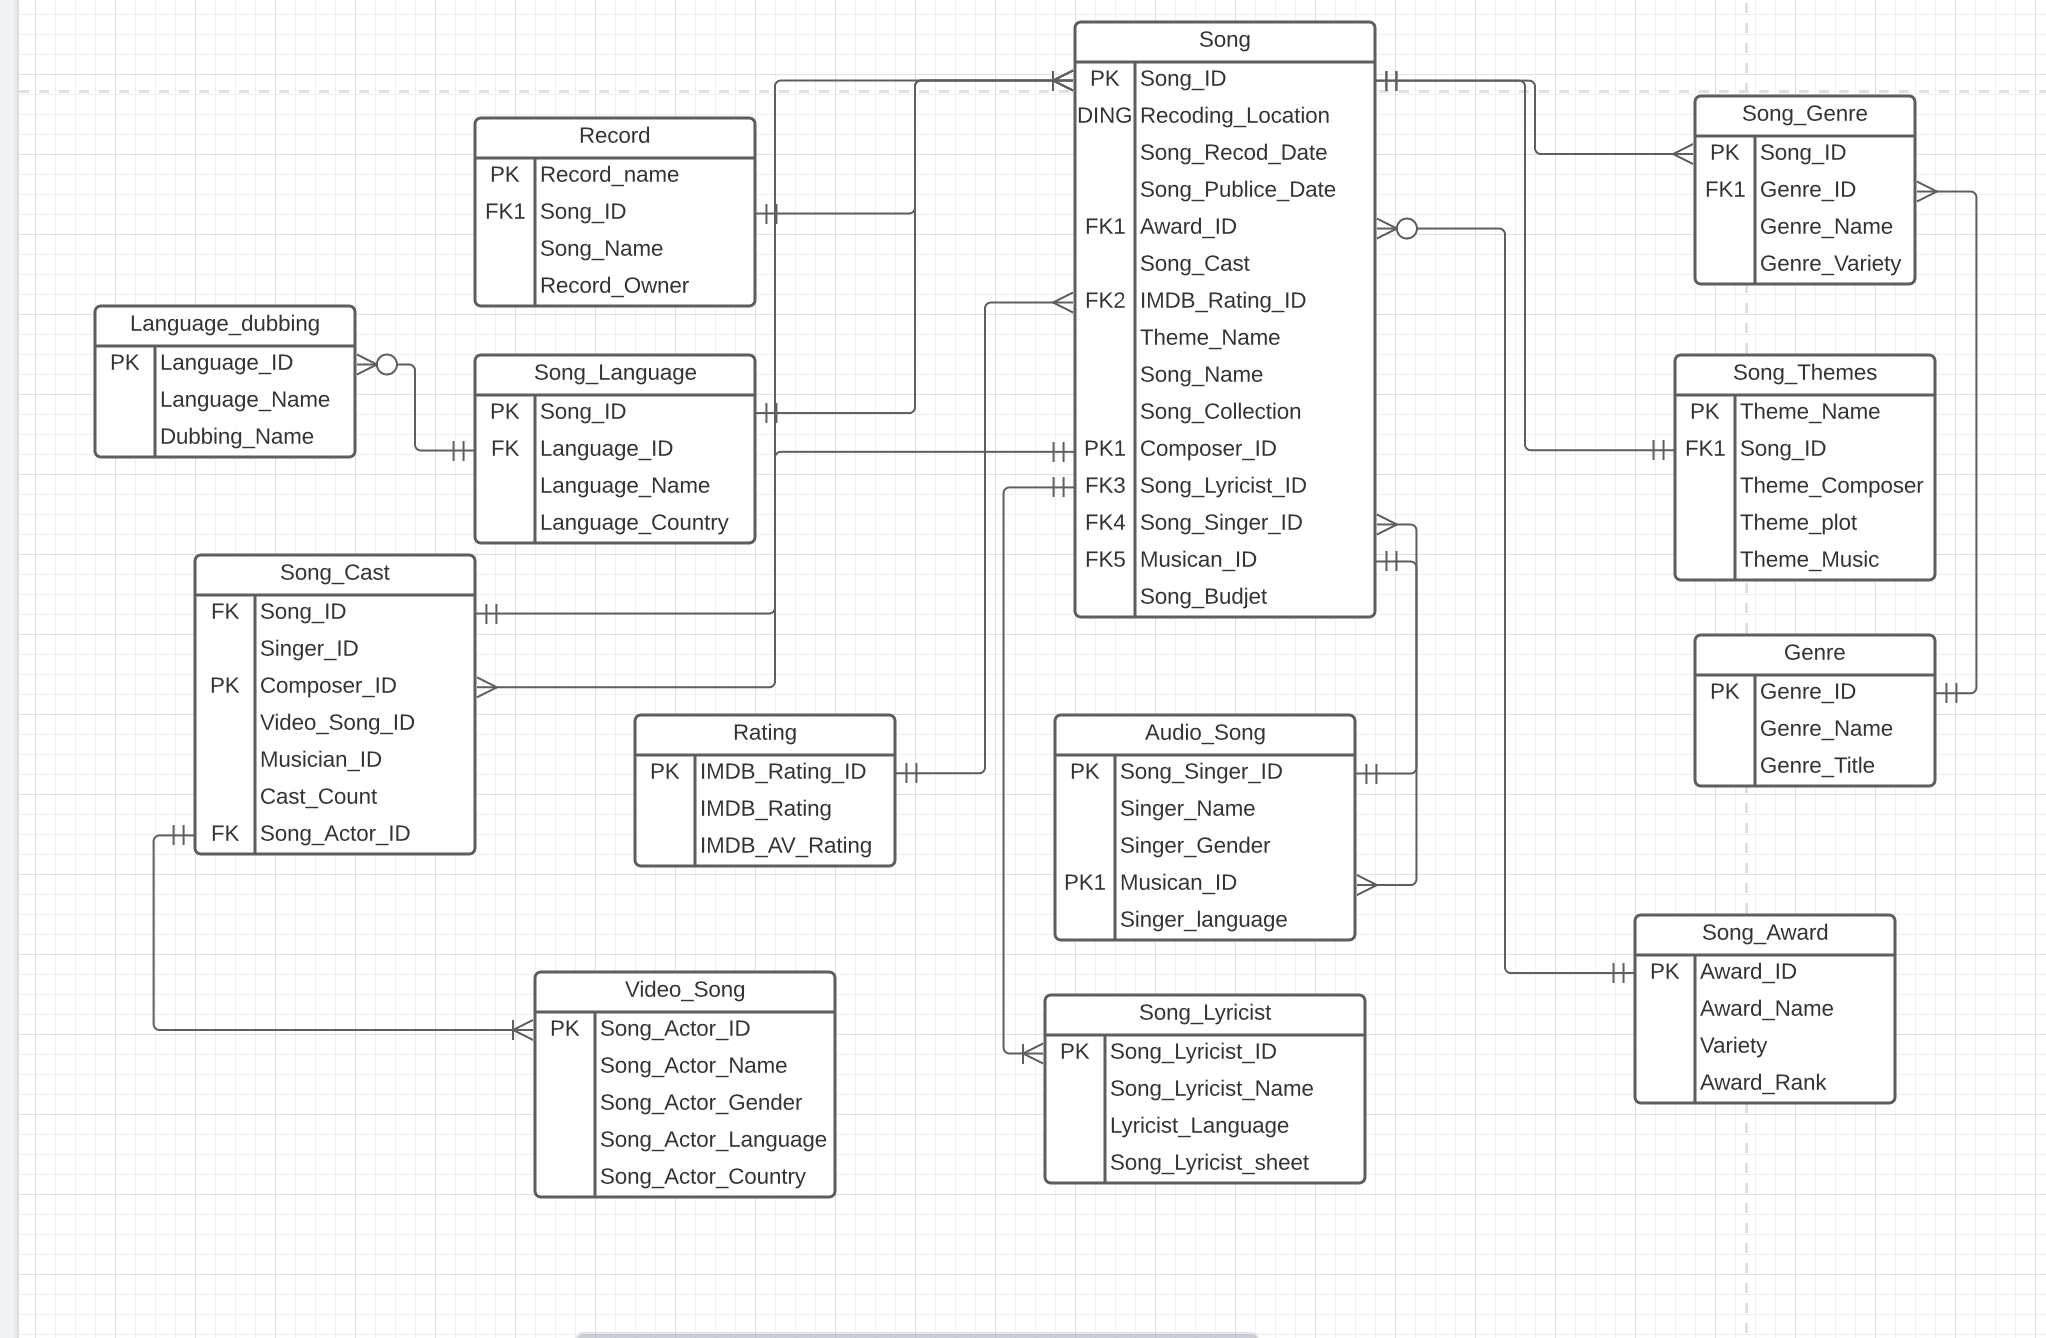 Song
PK Song_ID
DING Recoding_Location
Song_Recod_Date
Song_Publice_Date
FK1 Award_ID
Song_Cast
FK2 IMDB_Rating_ID
Theme_Name
Song_Name
Song_Collection
PK1 Composer_ID
FK3 Song_Lyricist_ID
FK4 Song_Singer_ID
FK5 Musican_ID
Song_Budjet
Song_Genre
PK Song_ID
FK1 Genre_ID
Genre_Name
Genre_Variety
Record
PK Record_name
FK1 Song_ID
Song_Name
Record_Owner
Language_dubbing
PK Language_ID
Language_Name
Dubbing_Name
Song_Language
PK Song_ID
FK Language_ID
Language_Name
Language_Country
Song_Themes
PK Theme_Name
FK1 Song_ID
Theme_Composer
Theme_plot
Theme_Music
Song_Cast
FK Song_ID
Singer_ID
PK Composer_ID
Video_Song_ID
Musician_ID
Cast_Count
FK Song_Actor_ID
Genre
PK Genre_ID
Genre_Name
Genre_Title
Rating
PK IMDB_Rating_ID
IMDB_Rating
IMDB_AV_Rating
Audio_Song
PK Song_Singer_ID
Singer_Name
Singer_Gender
PK1 Musican_ID
Singer_language
Song_Award
PK Award_ID
Award_Name
Variety
Award_Rank
Video_Song
PK Song_Actor_ID
Song_Actor_Name
Song_Actor_Gender
Song_Actor_Language
Song_Actor_Country
Song_Lyricist
PK Song_Lyricist_ID
Song_Lyricist_Name
Lyricist_Language
Song_Lyricist_sheet